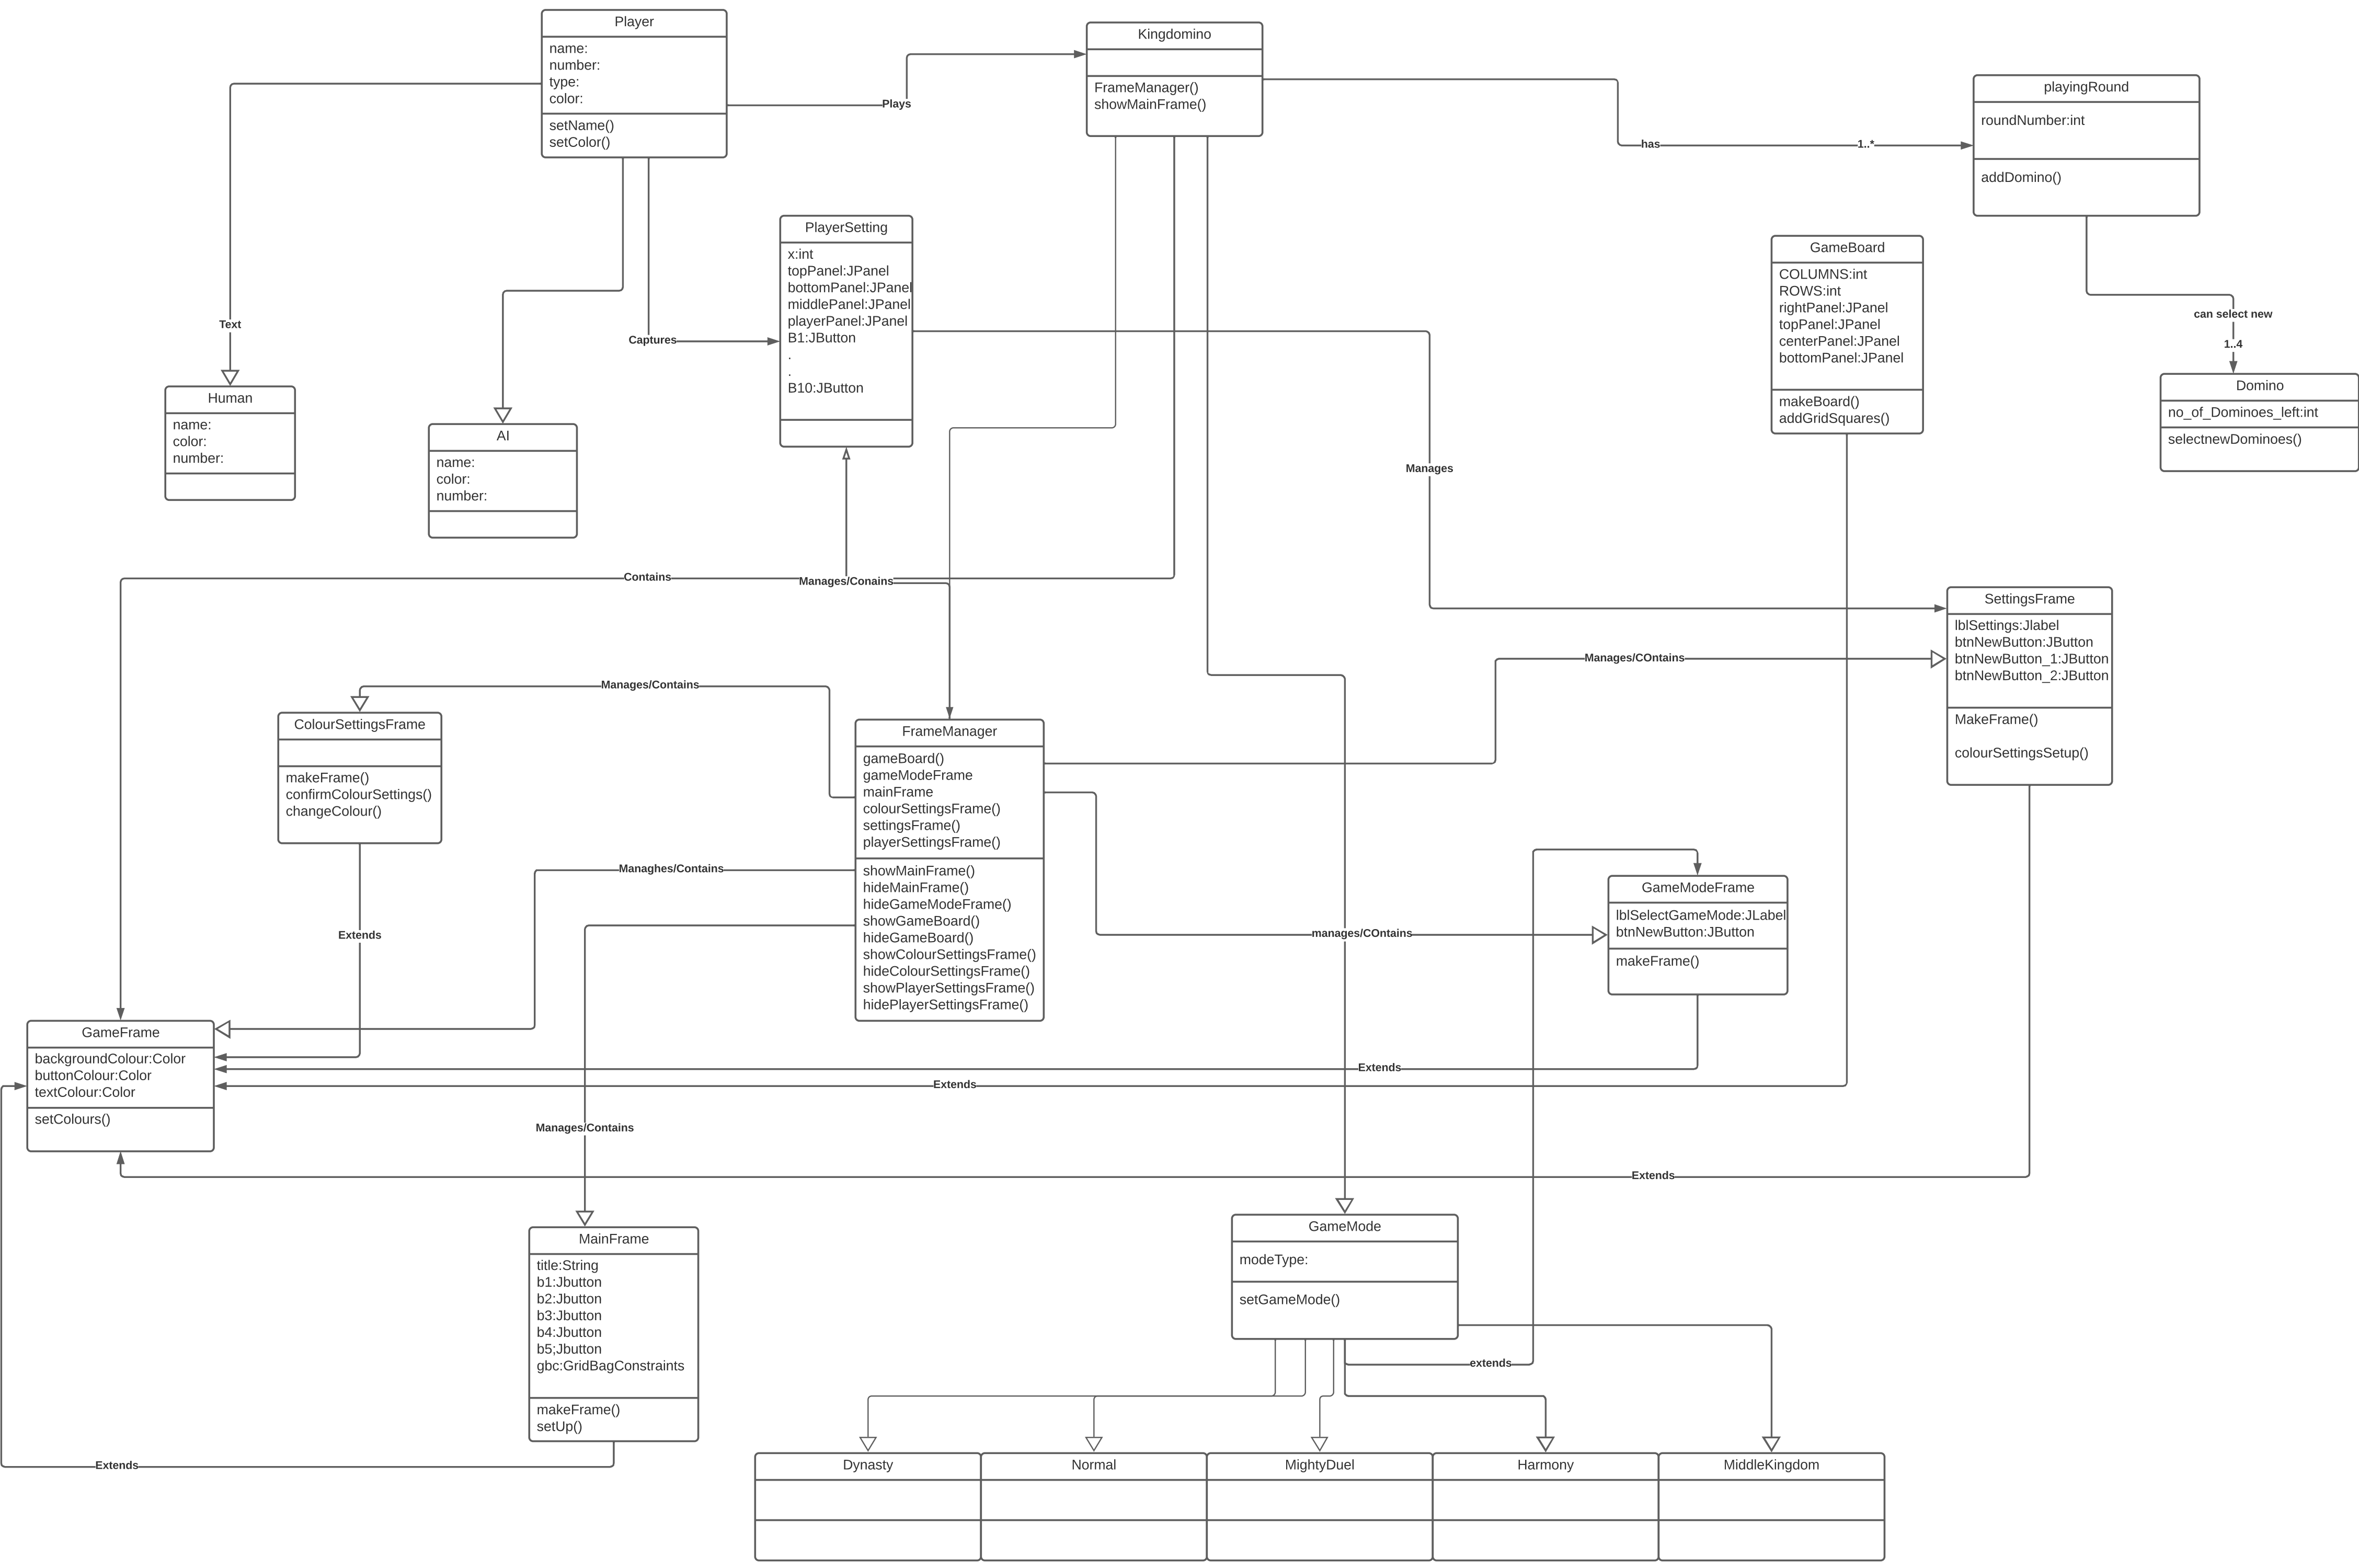 Player
name:
number:
type:
color:
setName()
setColor()
Plays
Kingdomino
FrameManager()
showMainFrame()
has
1..*
playingRound
roundNumber:int
addDomino()
PlayerSetting
x:int
topPanel:JPanel
bottomPanel:JPanel
middlePanel:JPanel
playerPanel:JPanel
B1:JButton
.
.
B10:JButton
GameBoard
COLUMNS:int
ROWS:int
rightPanel:JPanel
topPanel:JPanel
centerPanel:JPanel
bottomPanel:JPanel
makeBoard()
addGridSquares()
can select new
1..4
Text
Captures
Domino
no_of_Dominoes_left:int
selectnewDominoes()
Human
name:
color:
number:
AI
name:
color:
number:
Manages
Contains
Manages/Conains
SettingsFrame
lblSettings:Jlabel
btnNewButton:JButton
btnNewButton_1:JButton
btnNewButton_2:JButton
MakeFrame()
colourSettingsSetup()
Manages/COntains
Manages/Contains
ColourSettingsFrame
makeFrame()
confirmColourSettings()
changeColour()
FrameManager
gameBoard()
gameModeFrame
mainFrame
colourSettingsFrame()
settingsFrame()
playerSettingsFrame()
showMainFrame()
hideMainFrame()
hideGameModeFrame()
showGameBoard()
hideGameBoard()
showColourSettingsFrame()
hideColourSettingsFrame()
showPlayerSettingsFrame()
hidePlayerSettingsFrame()
Managhes/Contains
GameModeFrame
lblSelectGameMode:JLabel
btnNewButton:JButton
makeFrame()
Extends
manages/COntains
GameFrame
backgroundColour:Color
buttonColour:Color
textColour:Color
setColours()
Extends
Extends
Manages/Contains
Extends
MainFrame
title:String
b1:Jbutton
b2:Jbutton
b3:Jbutton
b4:Jbutton
b5;Jbutton
gbc:GridBagConstraints
makeFrame()
setUp()
GameMode
modeType:
setGameMode()
extends
Extends
Dynasty
Normal
MightyDuel
Harmony
MiddleKingdom